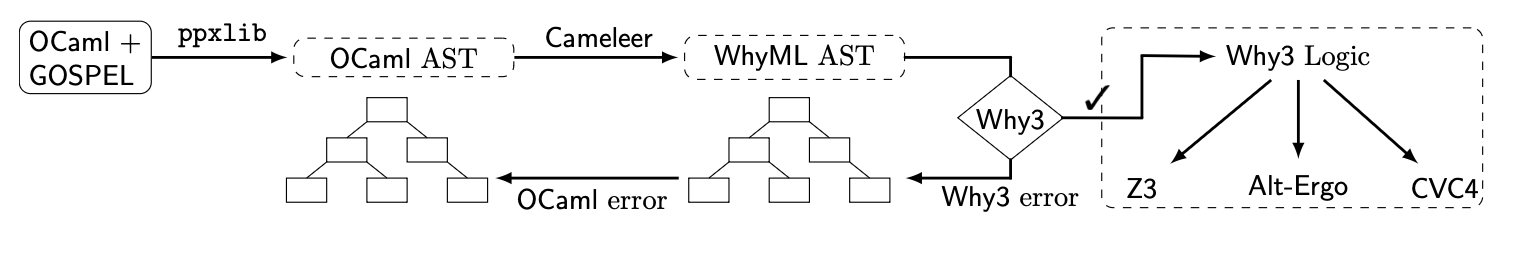 OCaml +
GOSPEL
ppxlib
OCaml AST
Cameleer
WhyML AST
Why3
✓
Why3 Logic
Z3
Alt-Ergo
CVC4
OCaml error
Why3 error